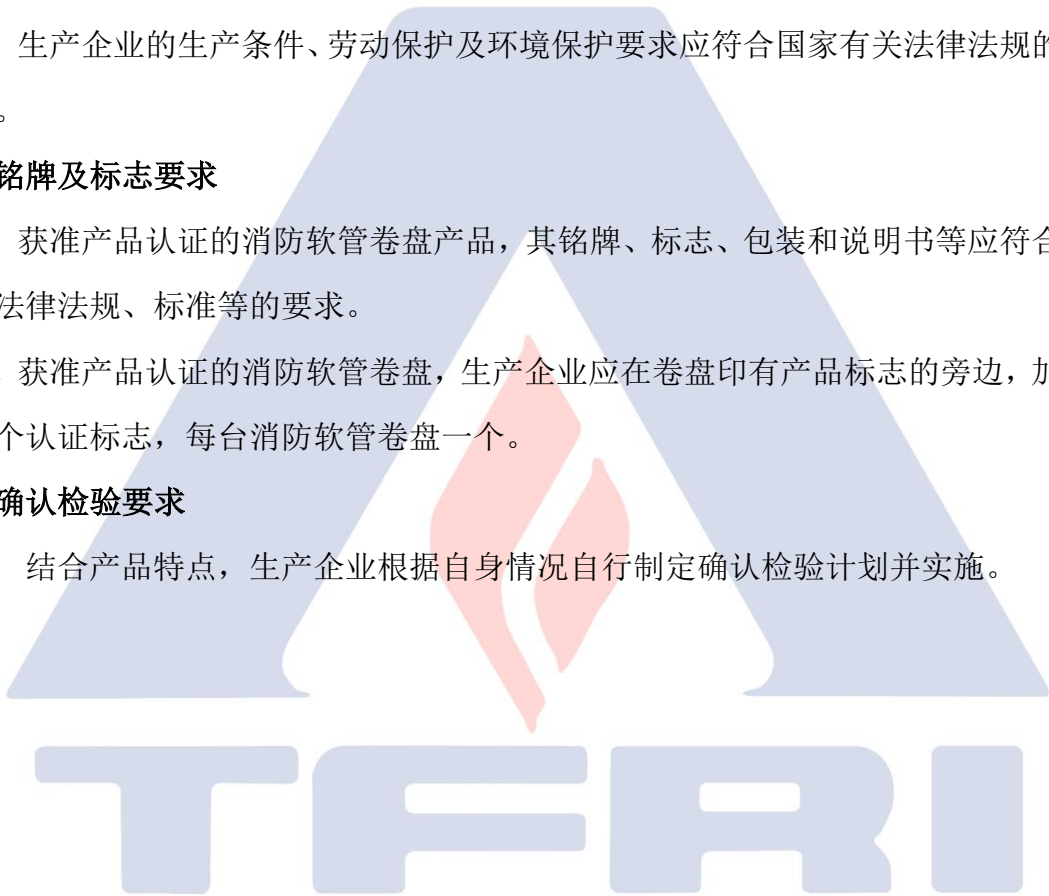 生产企业的生产条件、劳动保护及环境保护要求应符合国家有关法律法规的
。
铭牌及标志要求
获准产品认证的消防软管卷盘产品，其铭牌、标志、包装和说明书等应符合
法律法规、标准等的要求。
获准产品认证的消防软管卷盘，生产企业应在卷盘印有产品标志的旁边，加
个认证标志，每台消防软管卷盘一个。
确认检验要求
结合产品特点，生产企业根据自身情况自行制定确认检验计划并实施。
TFRI